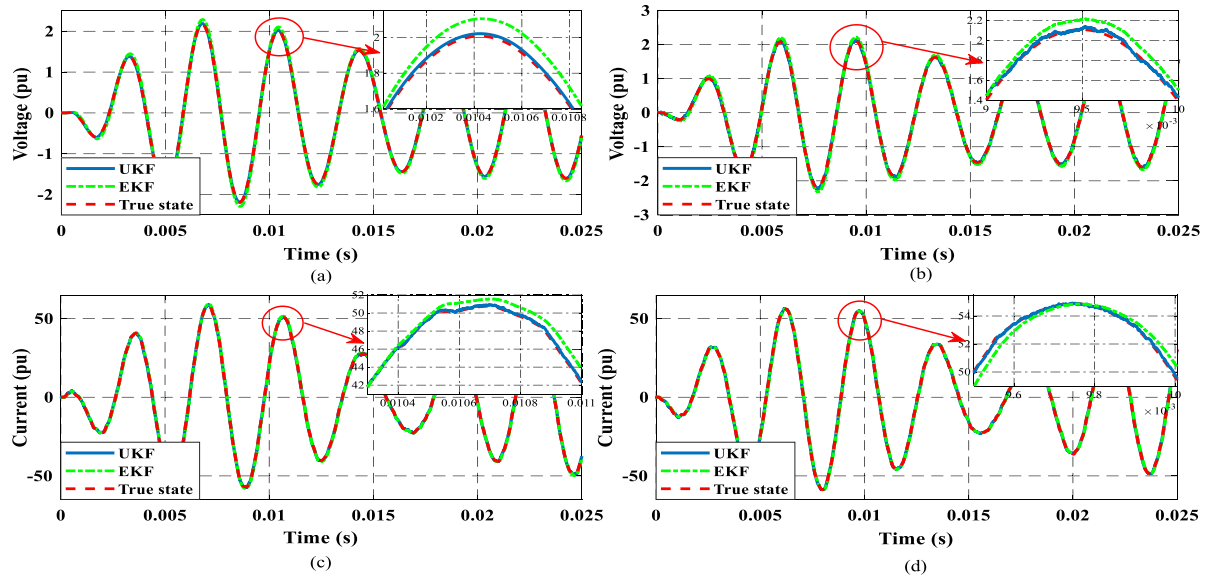 2
1
0
-1
-2
Voltage (pu)
UKF
EKF
True state
2
1.8
1.6
0.0102 0.0104 0.0106 0.0108
0 0.005 0.01 0.015 0.02 0.025
Time (s)
(a)
3
2
1
0
-1
-2
-3
Voltage (pu)
UKF
EKF
True state
2.2
2
1.8
1.6
1.4
9 9.5 10
× 10⁻³
0 0.005 0.01 0.015 0.02 0.025
Time (s)
(b)
50
0
-50
Current (pu)
UKF
EKF
True state
52
50
48
46
44
42
0.0104 0.0106 0.0108 0.011
0 0.005 0.01 0.015 0.02 0.025
Time (s)
(c)
50
0
-50
Current (pu)
UKF
EKF
True state
54
52
50
9.6 9.8 10
× 10⁻³
0 0.005 0.01 0.015 0.02 0.025
Time (s)
(d)